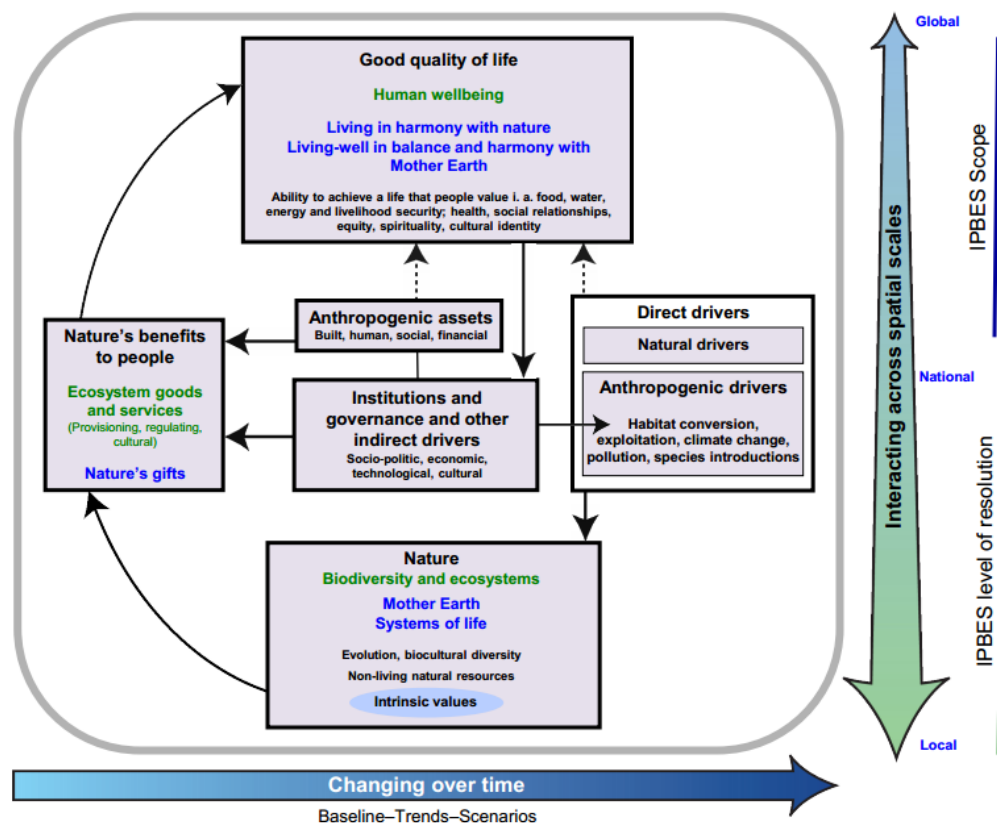 Good quality of life
Human wellbeing
Living in harmony with nature
Living-well in balance and harmony with
Mother Earth
Ability to achieve a life that people value i. a. food, water,
energy and livelihood security; health, social relationships,
equity, spirituality, cultural identity
Anthropogenic assets
Built, human, social, financial
Nature's benefits
to people
Ecosystem goods
and services
(Provisioning, regulating,
cultural)
Nature's gifts
Institutions and
governance and other
indirect drivers
Socio-politic, economic,
technological, cultural
Direct drivers
Natural drivers
Anthropogenic drivers
Habitat conversion,
exploitation, climate change,
pollution, species introductions
Nature
Biodiversity and ecosystems
Mother Earth
Systems of life
Evolution, biocultural diversity
Non-living natural resources
Intrinsic values
Changing over time
Baseline–Trends–Scenarios
Global
National
Local
Interacting across spatial scales
IPBES Scope
IPBES level of resolution